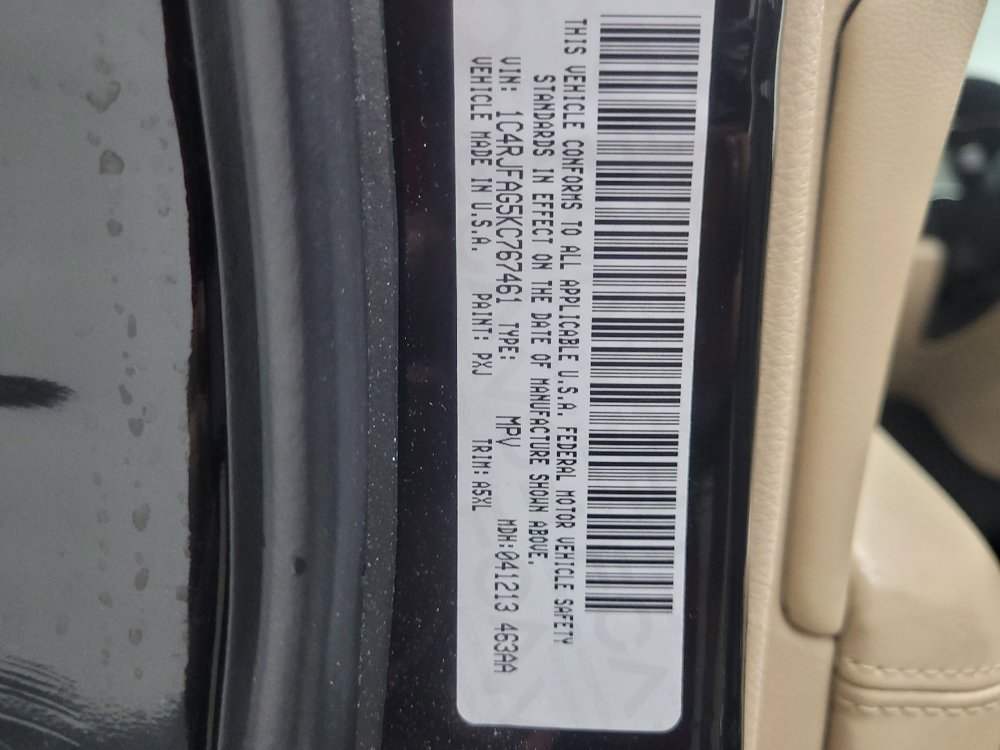 THIS VEHICLE CONFORMS TO ALL APPLICABLE U.S.A. FEDERAL MOTOR VEHICLE SAFETY
STANDARDS IN EFFECT ON THE DATE OF MANUFACTURE SHOWN ABOVE.
VIN: 1C4RJFAG5KC767461 TYPE: MPV MDH:041213 463AA
VEHICLE MADE IN U.S.A. PAINT: PXJ TRIM: A5XL